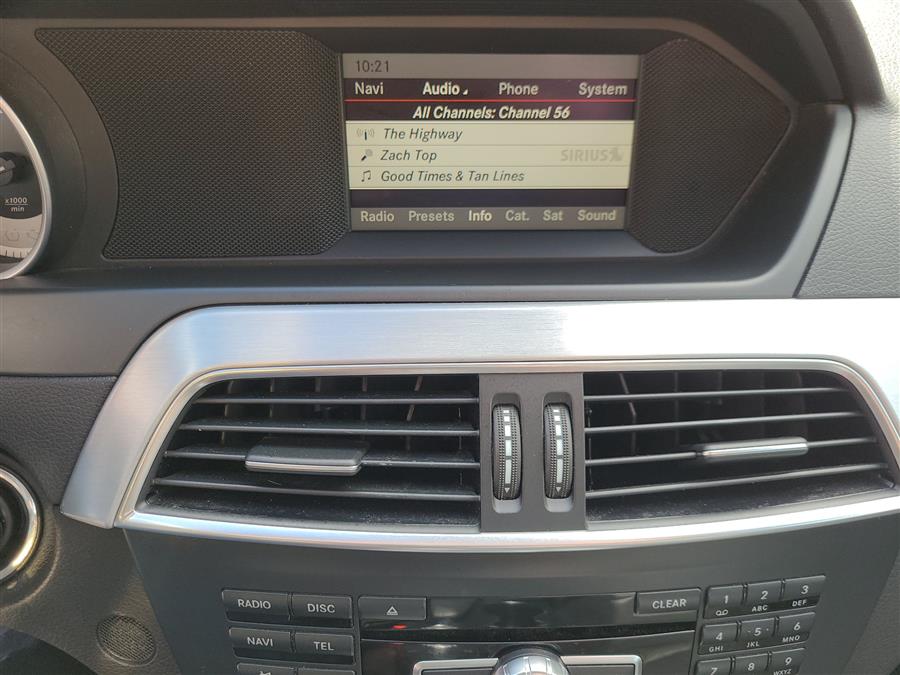 10:21
Navi Audio Phone System
All Channels: Channel 56
The Highway
Zach Top SIRIUS
Good Times & Tan Lines
Radio Presets Info Cat. Sat Sound
x1000
min
RADIO DISC CLEAR 1 2 ABC 3 DEF
NAVI TEL 4 GHI 5 JKL 6 MNO
7 8 9 WXYZ